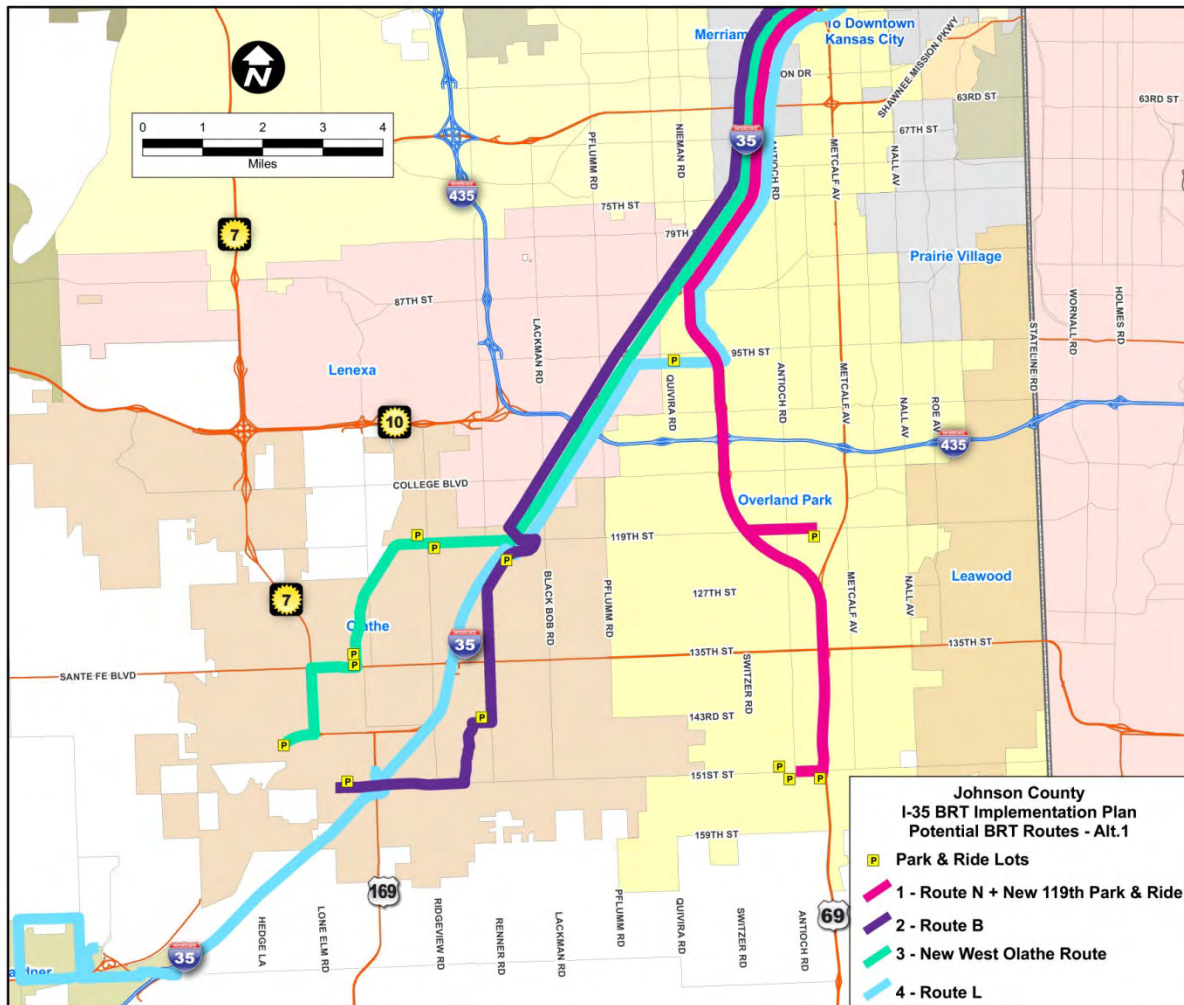 Merriam
To Downtown
Kansas City
SHAWNEE MISSION PKWY
N
ON DR
63RD ST
63RD ST
0 1 2 3 4
Miles
67TH ST
PFLUMM RD
NIEMAN RD
35
ANTIOCH RD
METCALF AV
NALL AV
435
75TH ST
7
79TH ST
Prairie Village
87TH ST
LACKMAN RD
WORNALL RD
HOLMES RD
STATELINE RD
95TH ST
P
Lenexa
QUIVIRA RD
ANTIOCH RD
METCALF AV
NALL AV
ROE AV
10
435
COLLEGE BLVD
Overland Park
P
P
119TH ST
P
P
BLACK BOB RD
PFLUMM RD
METCALF AV
NALL AV
Leawood
127TH ST
7
Olathe
35
135TH ST
135TH ST
P
P
SANTE FE BLVD
SWITZER RD
P
143RD ST
P
P
151ST ST
P
P
P
159TH ST
169
69
HEDGE LA
LONE ELM RD
RIDGEVIEW RD
RENNER RD
LACKMAN RD
PFLUMM RD
QUIVIRA RD
SWITZER RD
ANTIOCH RD
35
ardner
Johnson County
I-35 BRT Implementation Plan
Potential BRT Routes - Alt.1
P Park & Ride Lots
1 - Route N + New 119th Park & Ride
2 - Route B
3 - New West Olathe Route
4 - Route L